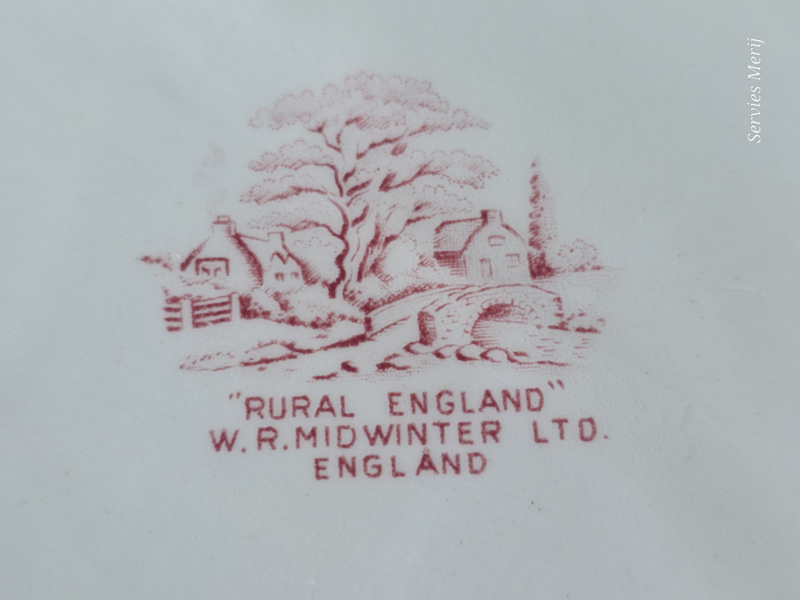 "RURAL ENGLAND"
W.R.MIDWINTER LTD.
ENGLAND
Servies Merij